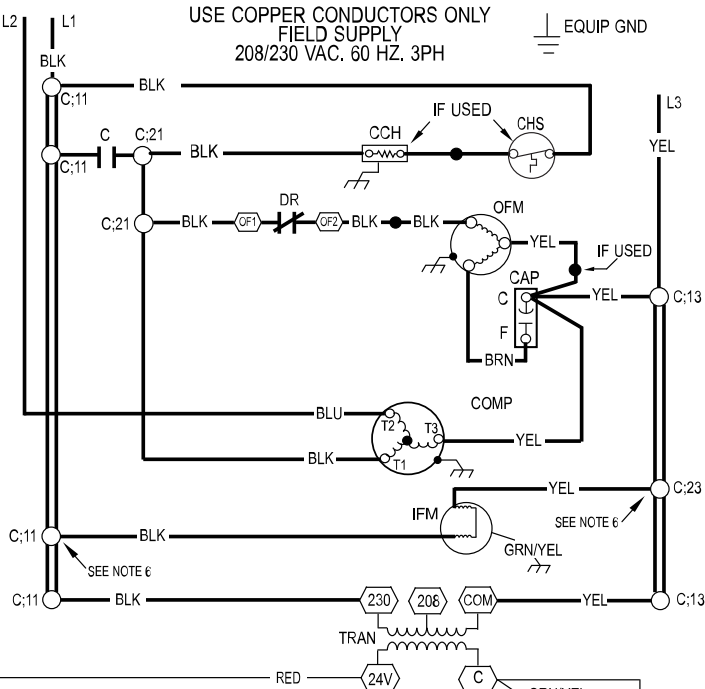 USE COPPER CONDUCTORS ONLY
FIELD SUPPLY
208/230 VAC. 60 HZ. 3PH
L2 L1
EQUIP GND
BLK
BLK
C;11
IF USED
L3
CCH
CHS
C
C;21
BLK
YEL
C;11
DR
OFM
C;21
BLK
OF1
OF2
BLK
BLK
YEL
IF USED
CAP
C
YEL
C;13
F
BRN
COMP
BLU
T2
T3
YEL
BLK
T1
YEL
C;23
IFM
SEE NOTE 6
C;11
BLK
GRN/YEL
SEE NOTE 6
C;11
BLK
230
208
COM
YEL
C;13
TRAN
RED
24V
C
GRN/YEL